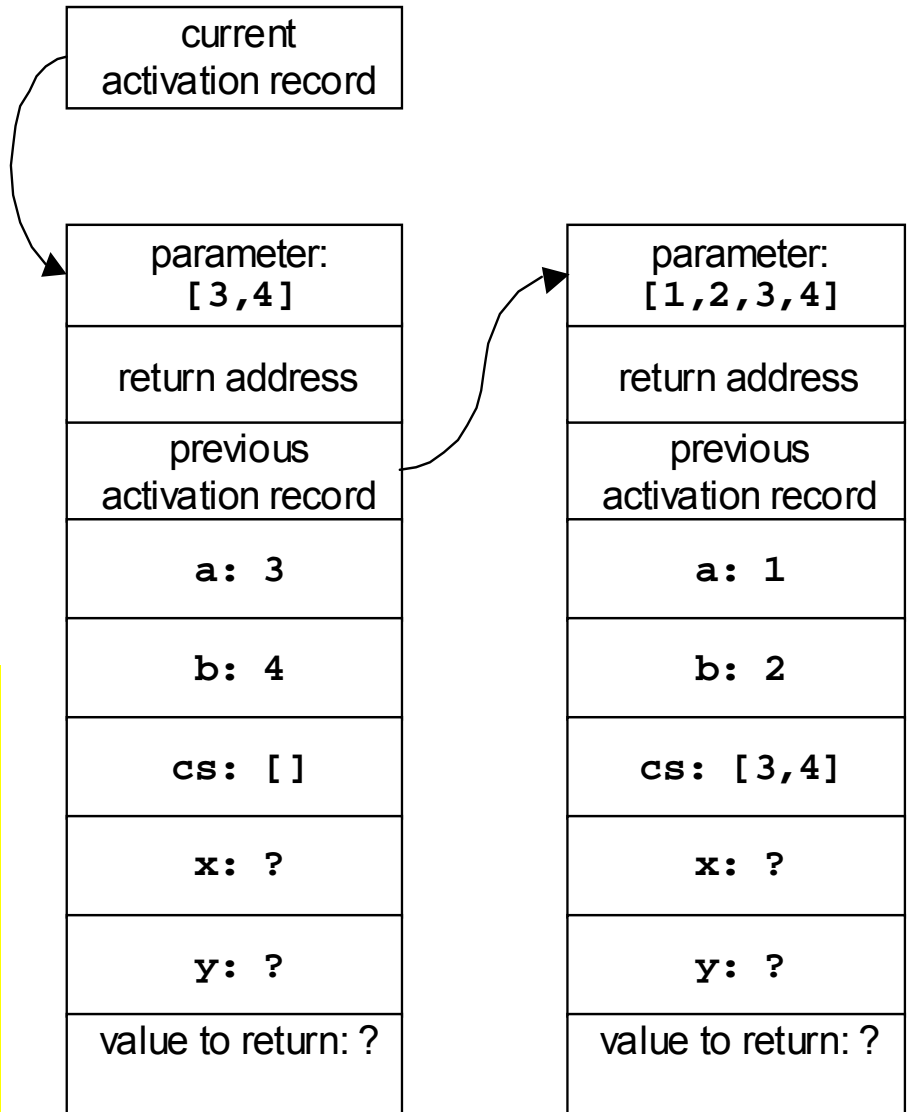 current
activation record
parameter:
[3,4]
return address
previous
activation record
a: 3
b: 4
cs: []
x: ?
y: ?
value to return: ?
parameter:
[1,2,3,4]
return address
previous
activation record
a: 1
b: 2
cs: [3,4]
x: ?
y: ?
value to return: ?